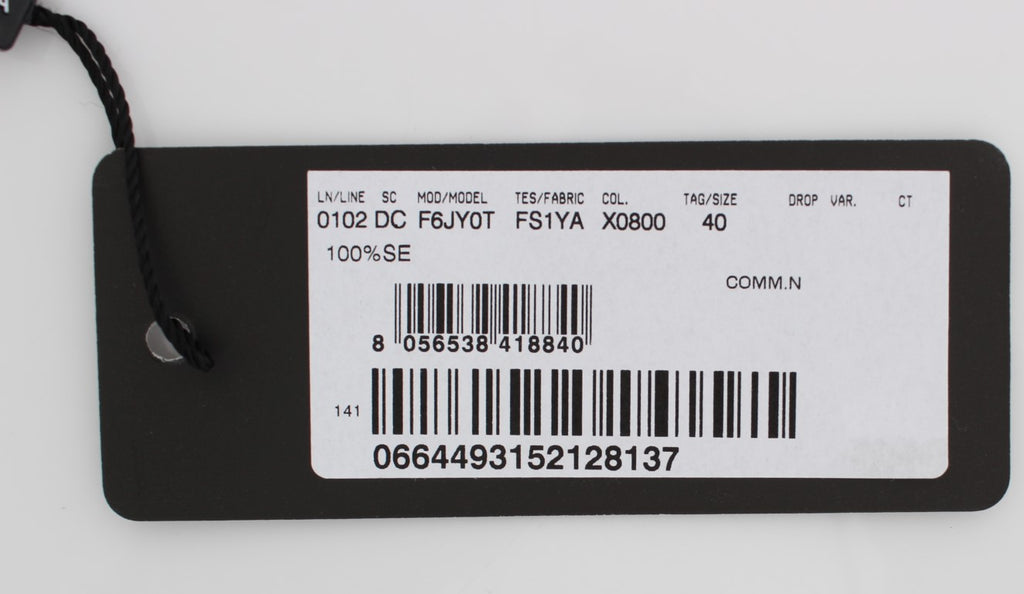 LN/LINE SC MOD/MODEL TES/FABRIC COL. TAG/SIZE DROP VAR. CT
0102 DC F6JY0T FS1YA X0800 40
100%SE
COMM.N
8 056538 418840
141
0664493152128137